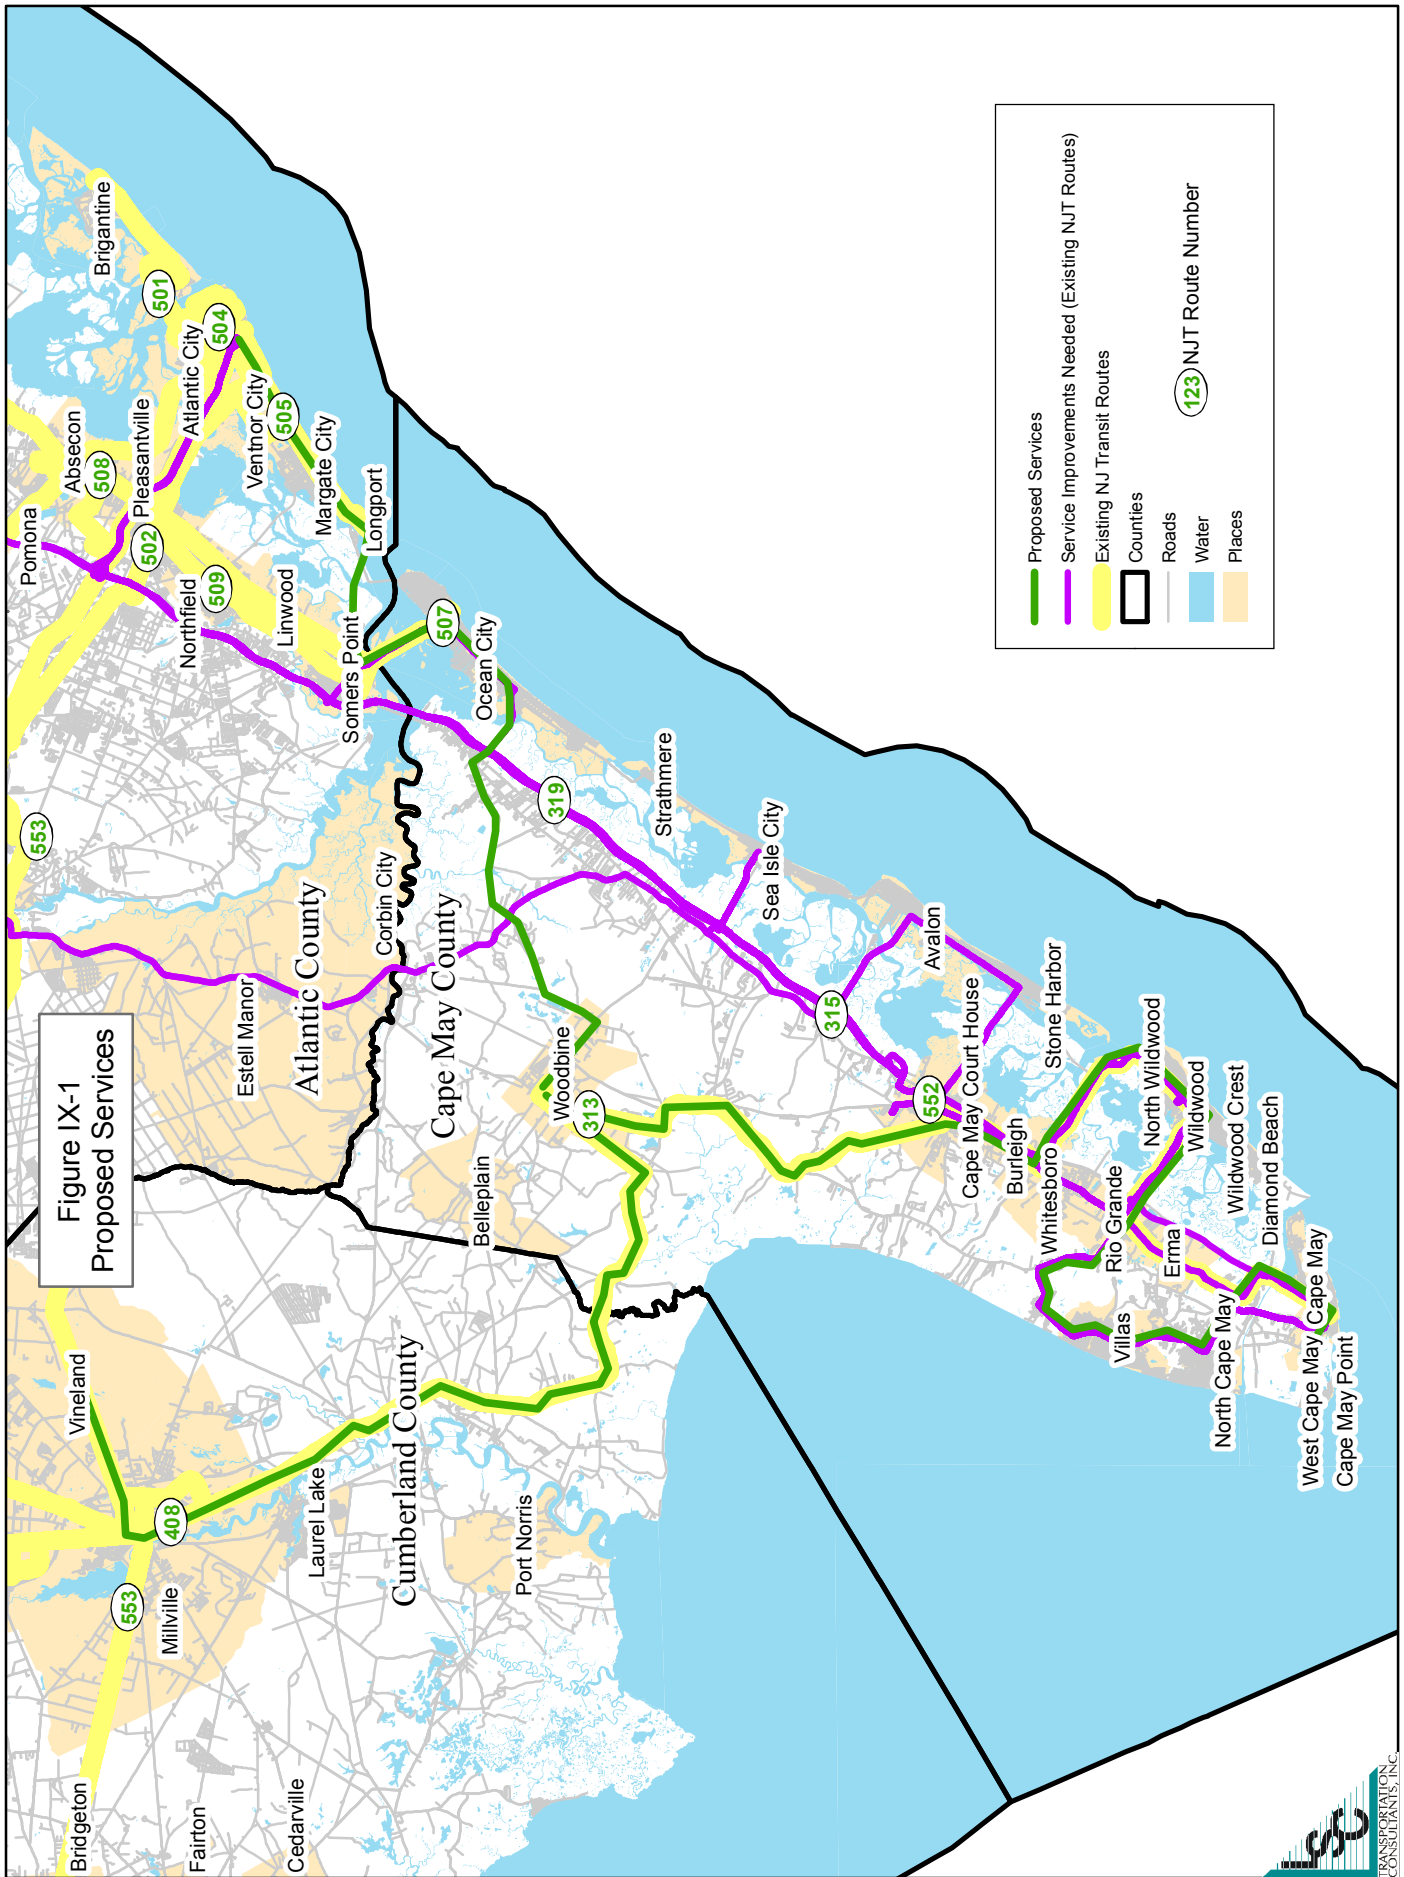 Figure IX-1
Proposed Services
Bridgeton
Fairton
Cedarville
553
Millville
408
Vineland
Laurel Lake
Cumberland County
Port Norris
Belleplain
Woodbine
313
Estell Manor
Atlantic County
Corbin City
Cape May County
553
Pomona
Absecon
508
502
Pleasantville
Northfield
509
Linwood
Somers Point
Brigantine
501
504
Atlantic City
Ventnor City
505
Margate City
Longport
507
Ocean City
319
Strathmere
Sea Isle City
315
Avalon
Stone Harbor
552
Cape May Court House
Burleigh
Whitesboro
Rio Grande
Erma
Villas
North Wildwood
Wildwood
Wildwood Crest
Diamond Beach
North Cape May
West Cape May
Cape May
Cape May Point
Proposed Services
Service Improvements Needed (Existing NJT Routes)
Existing NJ Transit Routes
Counties
Roads
Water
Places
123 NJT Route Number
LSC
TRANSPORTATION
CONSULTANTS, INC.